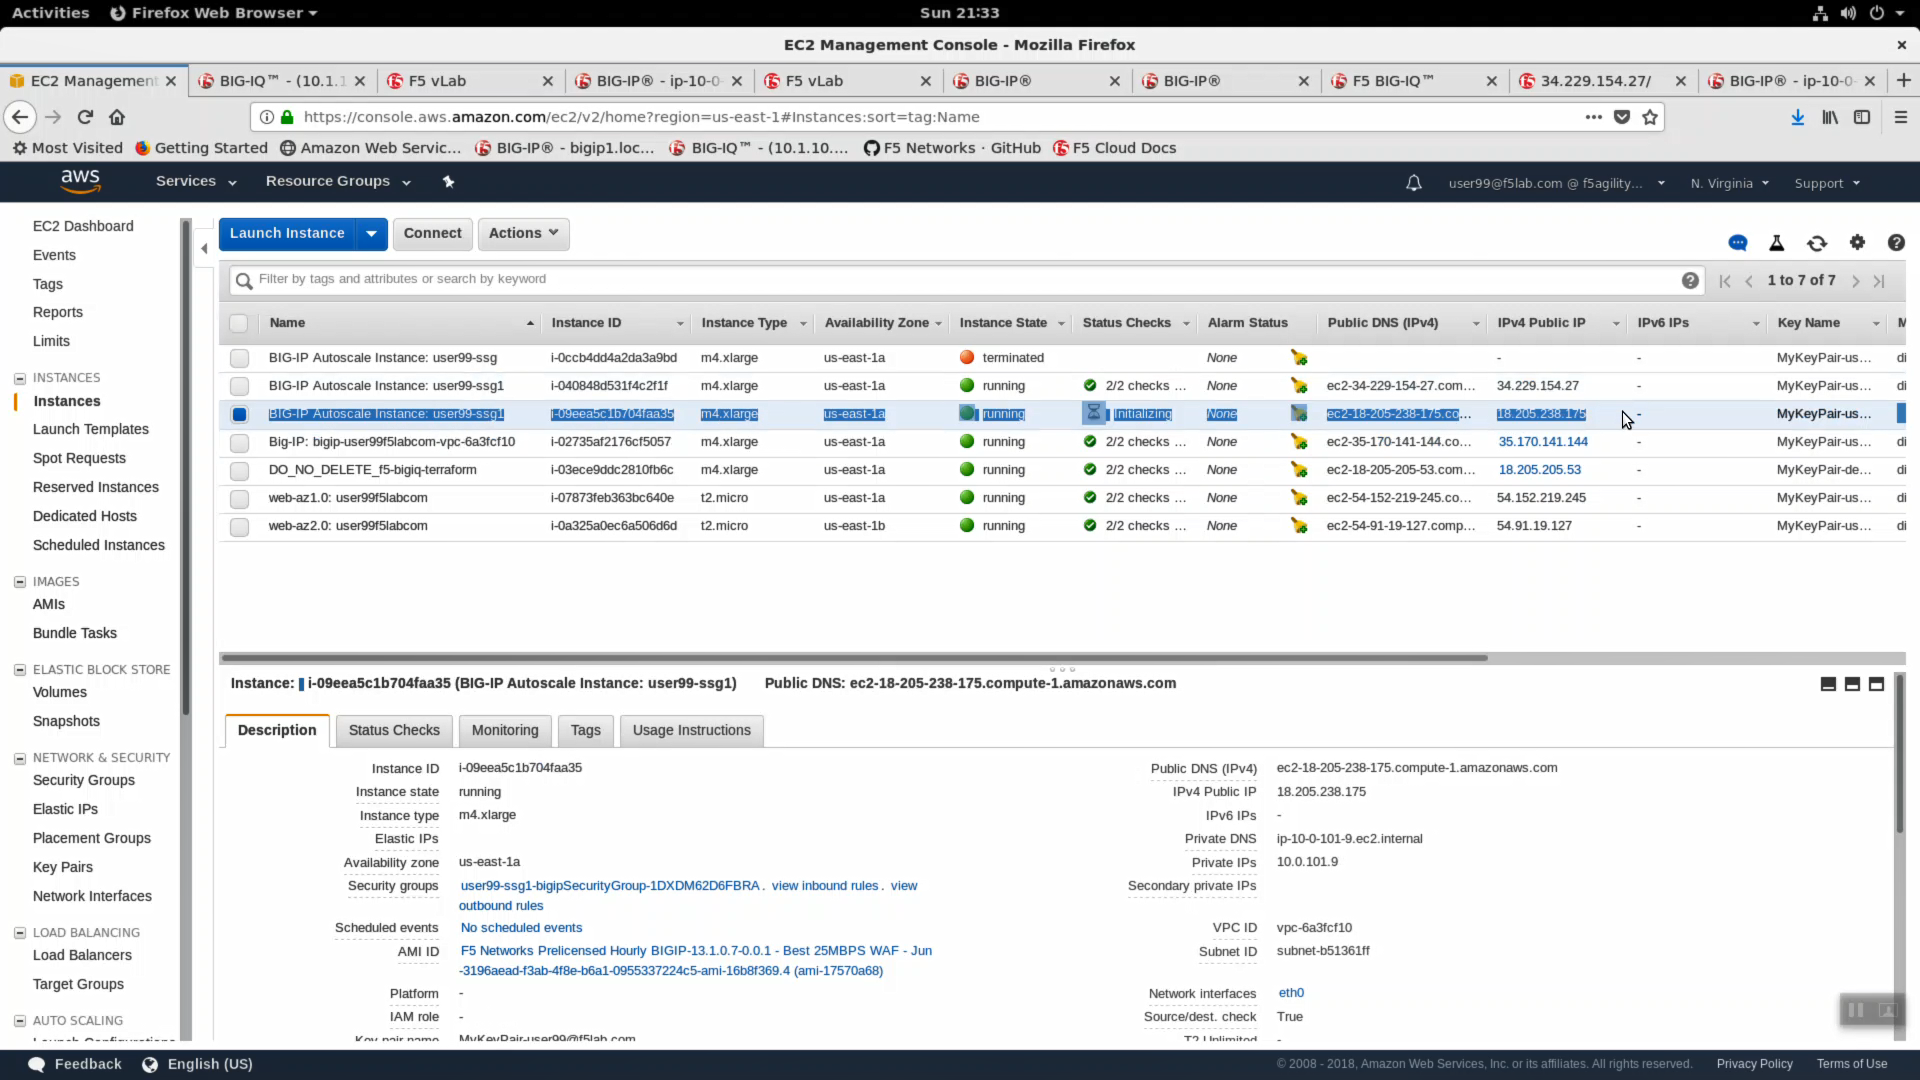 Activities Firefox Web Browser Sun 21:33
EC2 Management Console - Mozilla Firefox
EC2 Management BIG-IQ™ - (10.1.1 F5 vLab BIG-IP® - ip-10-0- F5 vLab BIG-IP® BIG-IP® F5 BIG-IQ™ 34.229.154.27/ BIG-IP® - ip-10-0-
https://console.aws.amazon.com/ec2/v2/home?region=us-east-1#Instances:sort=tag:Name
Most Visited Getting Started Amazon Web Servic... BIG-IP® - bigip1.loc... BIG-IQ™ - (10.1.10.... F5 Networks · GitHub F5 Cloud Docs
aws Services Resource Groups user99@f5lab.com @ f5agility... N. Virginia Support
EC2 Dashboard
Events
Tags
Reports
Limits
INSTANCES
Instances
Launch Templates
Spot Requests
Reserved Instances
Dedicated Hosts
Scheduled Instances
IMAGES
AMIs
Bundle Tasks
ELASTIC BLOCK STORE
Volumes
Snapshots
NETWORK & SECURITY
Security Groups
Elastic IPs
Placement Groups
Key Pairs
Network Interfaces
LOAD BALANCING
Load Balancers
Target Groups
AUTO SCALING
Launch Configurations
Launch Instance Connect Actions
Filter by tags and attributes or search by keyword 1 to 7 of 7
Name Instance ID Instance Type Availability Zone Instance State Status Checks Alarm Status Public DNS (IPv4) IPv4 Public IP IPv6 IPs Key Name M
BIG-IP Autoscale Instance: user99-ssg i-0ccb4dd4a2da3a9bd m4.xlarge us-east-1a terminated None - - MyKeyPair-us... di
BIG-IP Autoscale Instance: user99-ssg1 i-040848d531f4c2f1f m4.xlarge us-east-1a running 2/2 checks ... None ec2-34-229-154-27.com... 34.229.154.27 - MyKeyPair-us... di
BIG-IP Autoscale Instance: user99-ssg1 i-09eea5c1b704faa35 m4.xlarge us-east-1a running Initializing None ec2-18-205-238-175.co... 18.205.238.175 - MyKeyPair-us...
Big-IP: bigip-user99f5labcom-vpc-6a3fcf10 i-02735af2176cf5057 m4.xlarge us-east-1a running 2/2 checks ... None ec2-35-170-141-144.co... 35.170.141.144 - MyKeyPair-us... di
DO_NO_DELETE_f5-bigiq-terraform i-03ece9ddc2810fb6c m4.xlarge us-east-1a running 2/2 checks ... None ec2-18-205-205-53.com... 18.205.205.53 - MyKeyPair-de... di
web-az1.0: user99f5labcom i-07873feb363bc640e t2.micro us-east-1a running 2/2 checks ... None ec2-54-152-219-245.co... 54.152.219.245 - MyKeyPair-us... di
web-az2.0: user99f5labcom i-0a325a0ec6a506d6d t2.micro us-east-1b running 2/2 checks ... None ec2-54-91-19-127.comp... 54.91.19.127 - MyKeyPair-us... di
Instance: i-09eea5c1b704faa35 (BIG-IP Autoscale Instance: user99-ssg1) Public DNS: ec2-18-205-238-175.compute-1.amazonaws.com
Description Status Checks Monitoring Tags Usage Instructions
Instance ID i-09eea5c1b704faa35 Public DNS (IPv4) ec2-18-205-238-175.compute-1.amazonaws.com
Instance state running IPv4 Public IP 18.205.238.175
Instance type m4.xlarge IPv6 IPs -
Elastic IPs Private DNS ip-10-0-101-9.ec2.internal
Availability zone us-east-1a Private IPs 10.0.101.9
Security groups user99-ssg1-bigipSecurityGroup-1DXDM62D6FBRA . view inbound rules . view Secondary private IPs
outbound rules
Scheduled events No scheduled events VPC ID vpc-6a3fcf10
AMI ID F5 Networks Prelicensed Hourly BIGIP-13.1.0.7-0.0.1 - Best 25MBPS WAF - Jun Subnet ID subnet-b51361ff
-3196aead-f3ab-4f8e-b6a1-0955337224c5-ami-16b8f369.4 (ami-17570a68)
Platform - Network interfaces eth0
IAM role - Source/dest. check True
Key pair name MyKeyPair-user99@f5lab.com T2 Unlimited -
Feedback English (US) © 2008 - 2018, Amazon Web Services, Inc. or its affiliates. All rights reserved. Privacy Policy Terms of Use